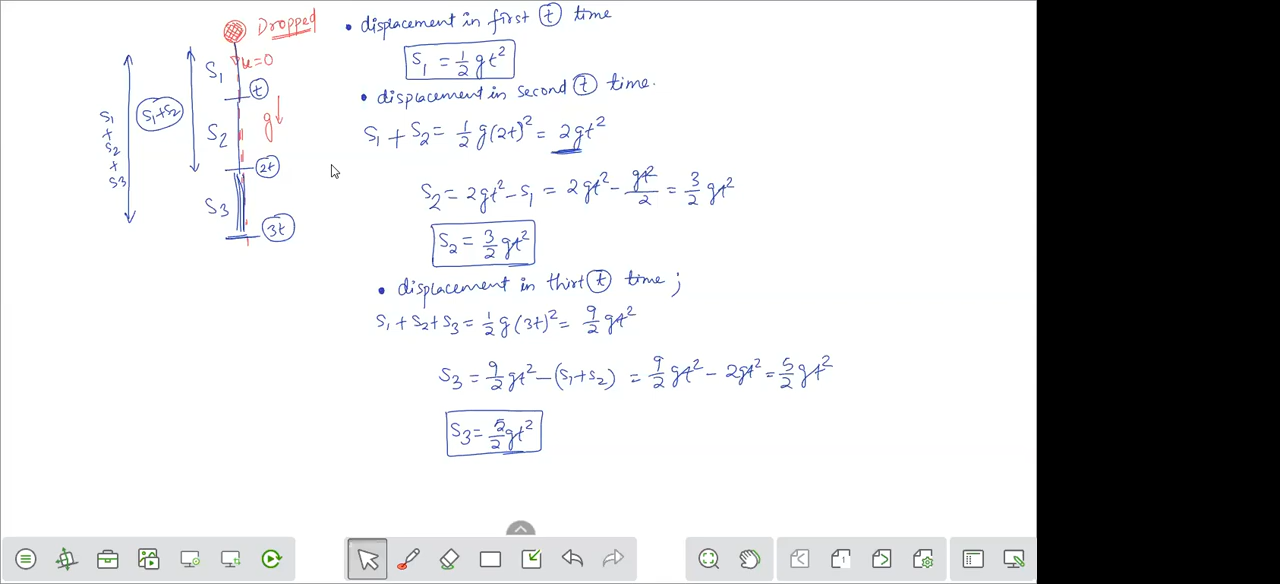 Dropped
u=0
S₁
t
g↓
S₁+S₂
S₂
2t
S₃
3t
S₁
+
S₂
+
S₃
• displacement in first t time
S₁ = 1/2 gt²
• displacement in second t time.
S₁ + S₂ = 1/2 g(2t)² = 2gt²
S₂ = 2gt² - S₁ = 2gt² - gt²/2 = 3/2 gt²
S₂ = 3/2 gt²
• displacement in thirt t time ;
S₁ + S₂ + S₃ = 1/2 g(3t)² = 9/2 gt²
S₃ = 9/2 gt² - (S₁+S₂) = 9/2 gt² - 2gt² = 5/2 gt²
S₃ = 5/2 gt²
1